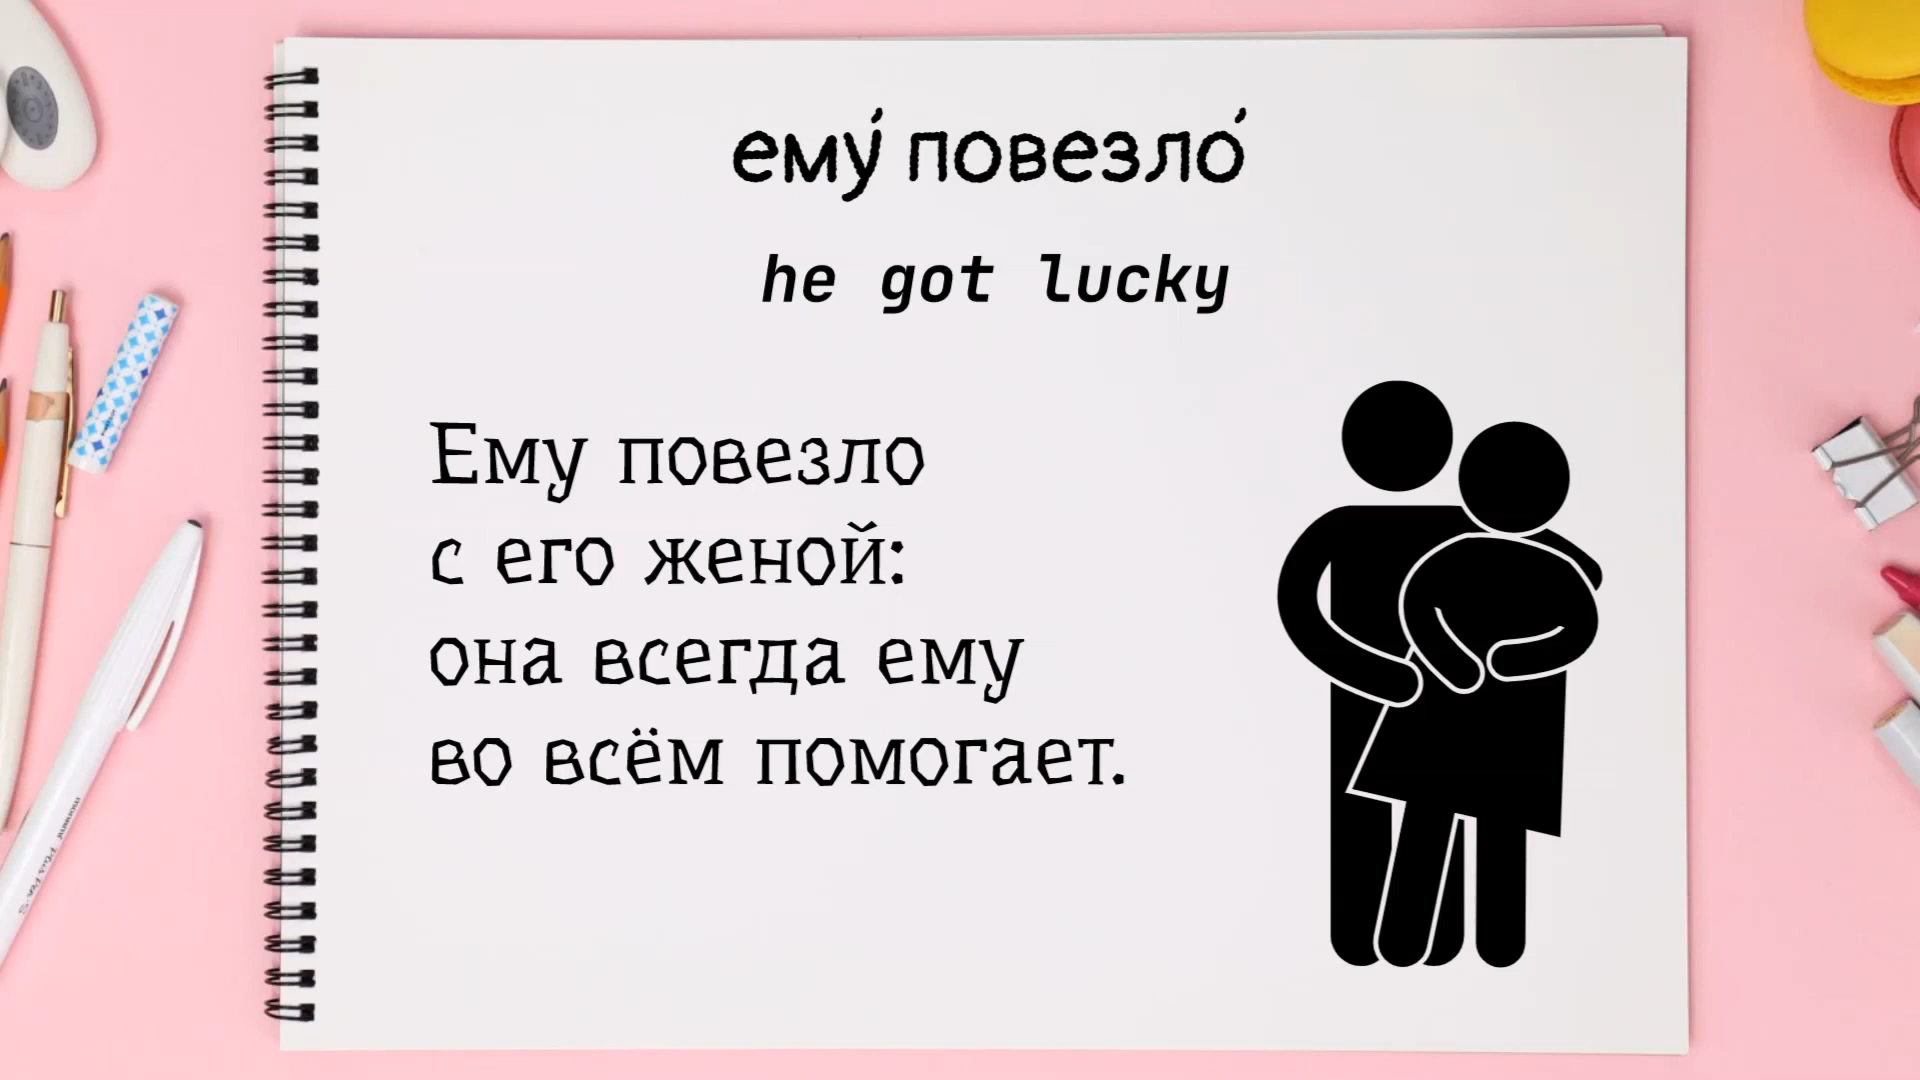 ему́ повезло́
he got lucky
Ему повезло
с его женой:
она всегда ему
во всём помогает.